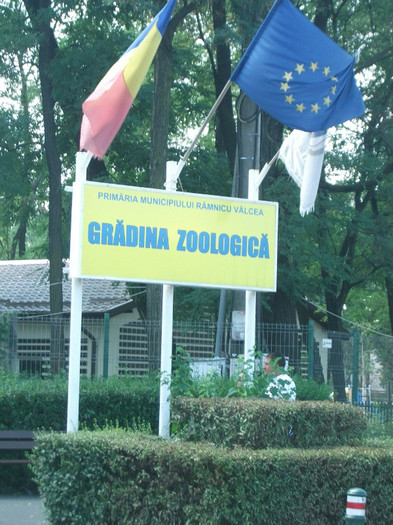 PRIMĂRIA MUNICIPIULUI RÂMNICU VÂLCEA
GRĂDINA ZOOLOGICĂ